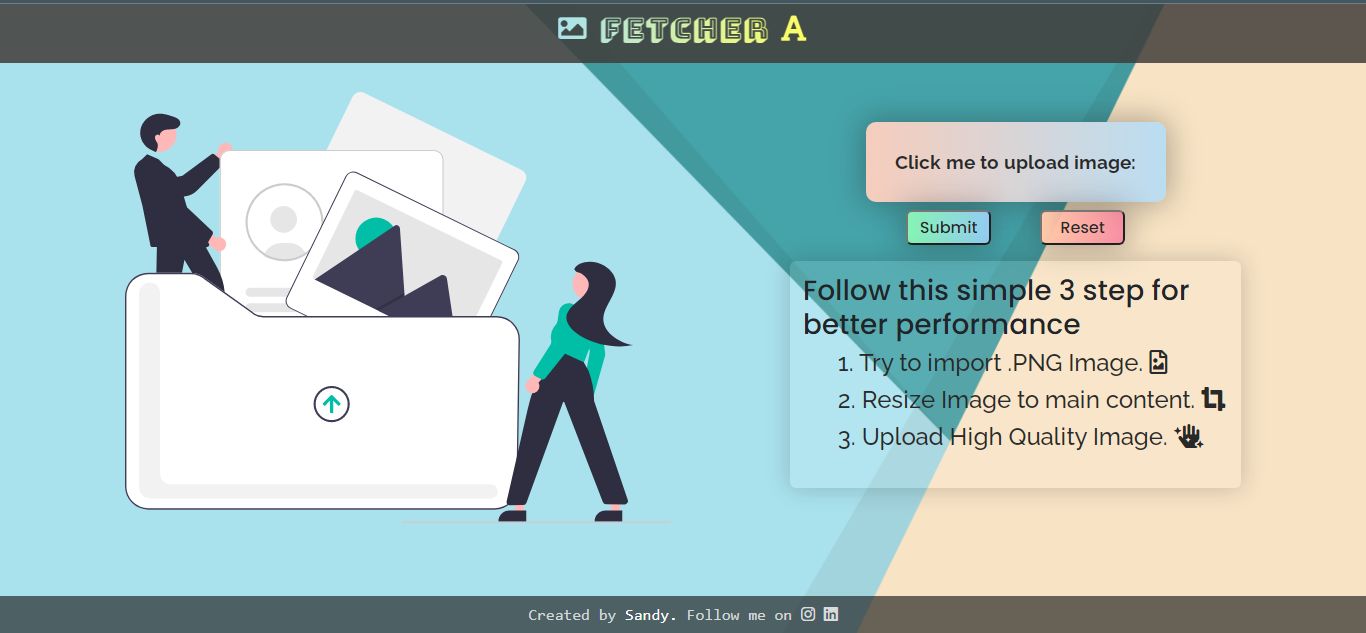 FETCHER A
Click me to upload image:
Submit Reset
Follow this simple 3 step for
better performance
1. Try to import .PNG Image.
2. Resize Image to main content.
3. Upload High Quality Image.
Created by Sandy. Follow me on